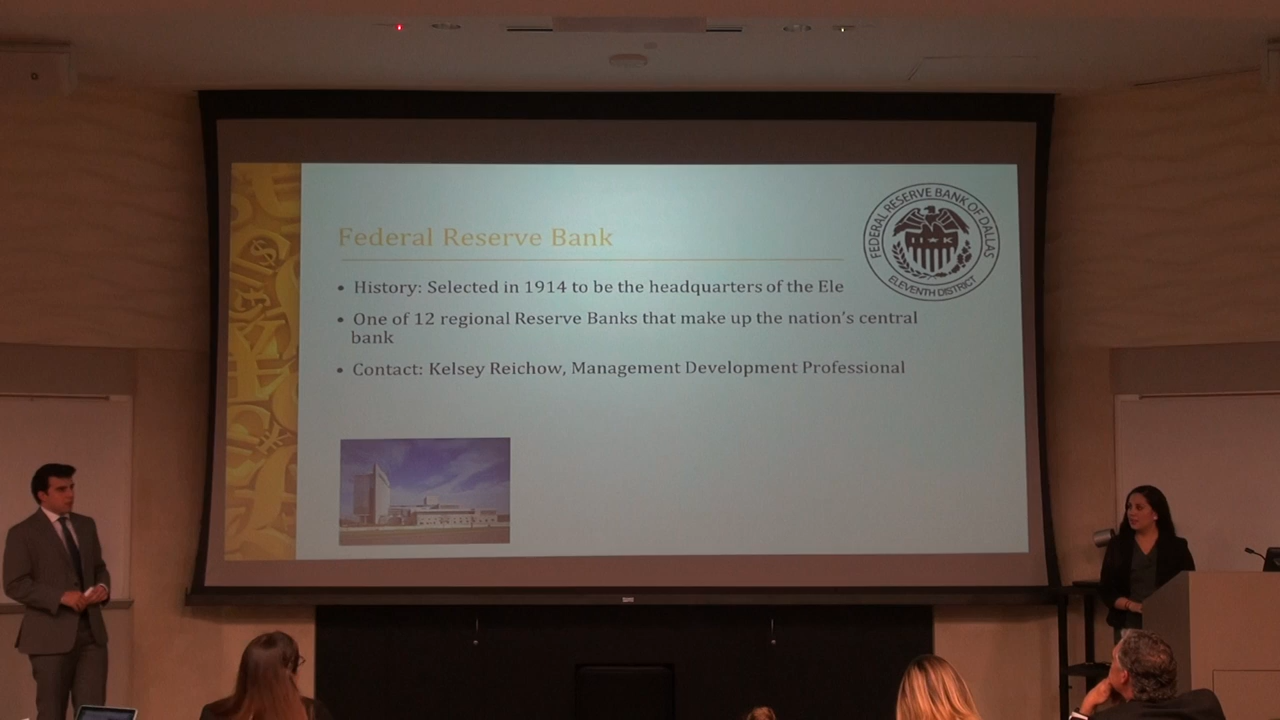 Federal Reserve Bank
• History: Selected in 1914 to be the headquarters of the Ele
• One of 12 regional Reserve Banks that make up the nation's central
bank
• Contact: Kelsey Reichow, Management Development Professional
FEDERAL RESERVE BANK OF DALLAS
ELEVENTH DISTRICT